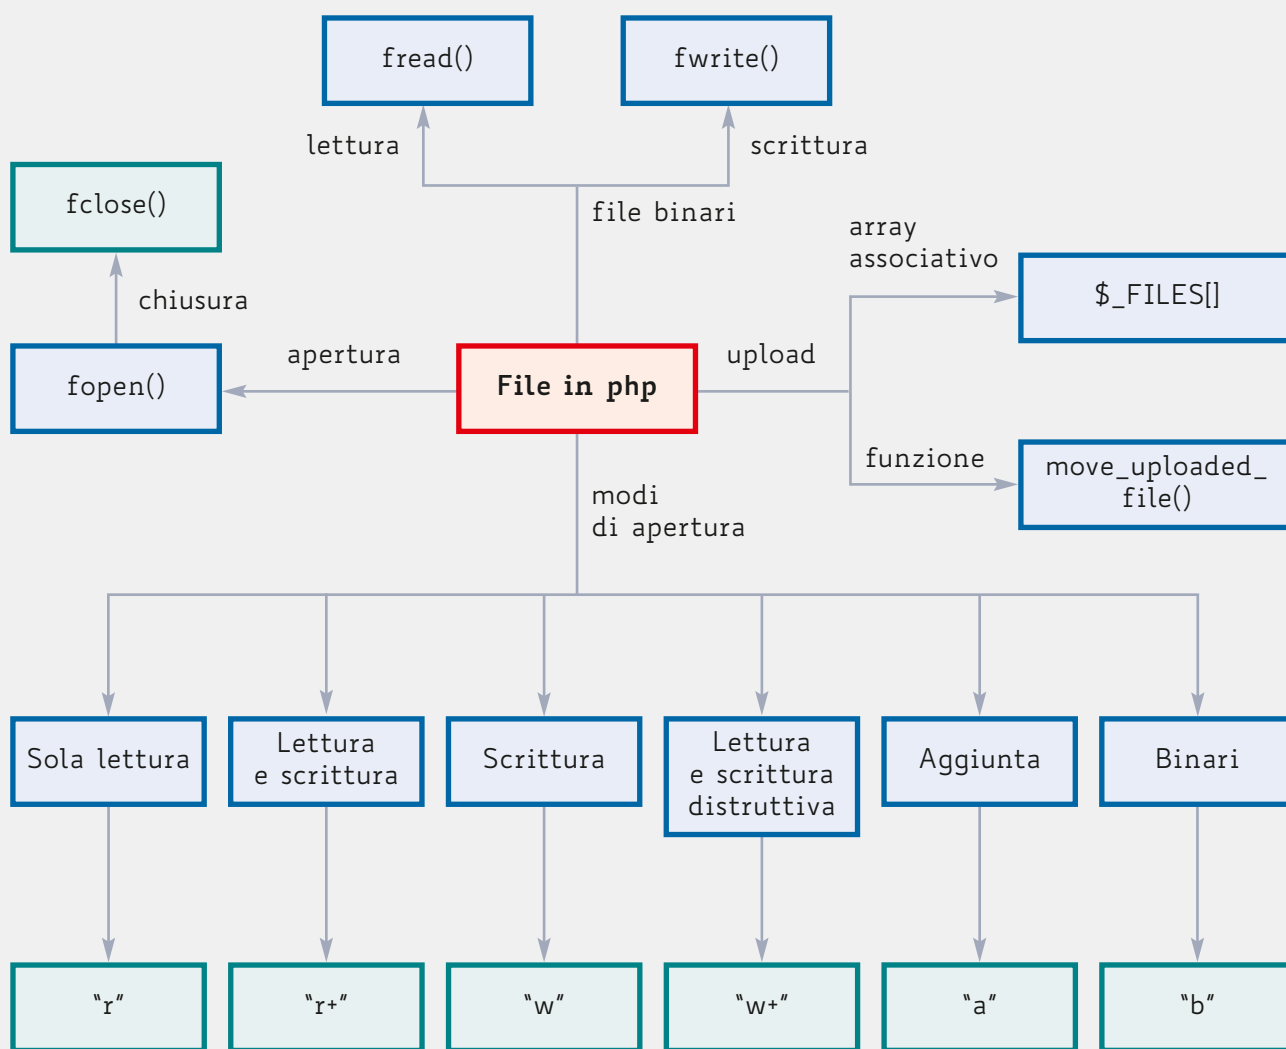 fread()
fwrite()
lettura
scrittura
fclose()
file binari
array
associativo
$_FILES[]
chiusura
apertura
upload
fopen()
File in php
funzione
move_uploaded_
file()
modi
di apertura
Sola lettura
Lettura
e scrittura
Scrittura
Lettura
e scrittura
distruttiva
Aggiunta
Binari
"r"
"r+"
"w"
"w+"
"a"
"b"